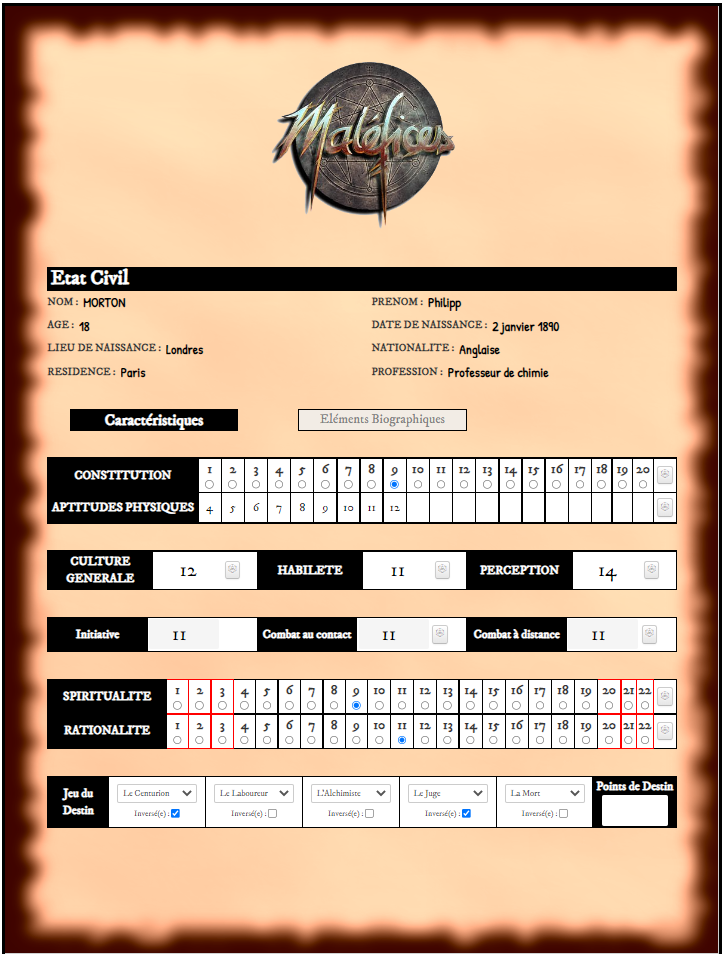 Maléfices
Etat Civil
NOM : MORTON PRENOM : Philipp
AGE : 18 DATE DE NAISSANCE : 2 janvier 1890
LIEU DE NAISSANCE : Londres NATIONALITE : Anglaise
RESIDENCE : Paris PROFESSION : Professeur de chimie
Caractéristiques Eléments Biographiques
CONSTITUTION 1 2 3 4 5 6 7 8 9 10 11 12 13 14 15 16 17 18 19 20
APTITUDES PHYSIQUES 4 5 6 7 8 9 10 11 12
CULTURE GENERALE 12 HABILETE 11 PERCEPTION 14
Initiative 11 Combat au contact 11 Combat à distance 11
SPIRITUALITE 1 2 3 4 5 6 7 8 9 10 11 12 13 14 15 16 17 18 19 20 21 22
RATIONALITE 1 2 3 4 5 6 7 8 9 10 11 12 13 14 15 16 17 18 19 20 21 22
Jeu du Destin Le Centurion Le Laboureur L'Alchimiste Le Juge La Mort Points de Destin
Inversé(e) : Inversé(e) : Inversé(e) : Inversé(e) : Inversé(e) :